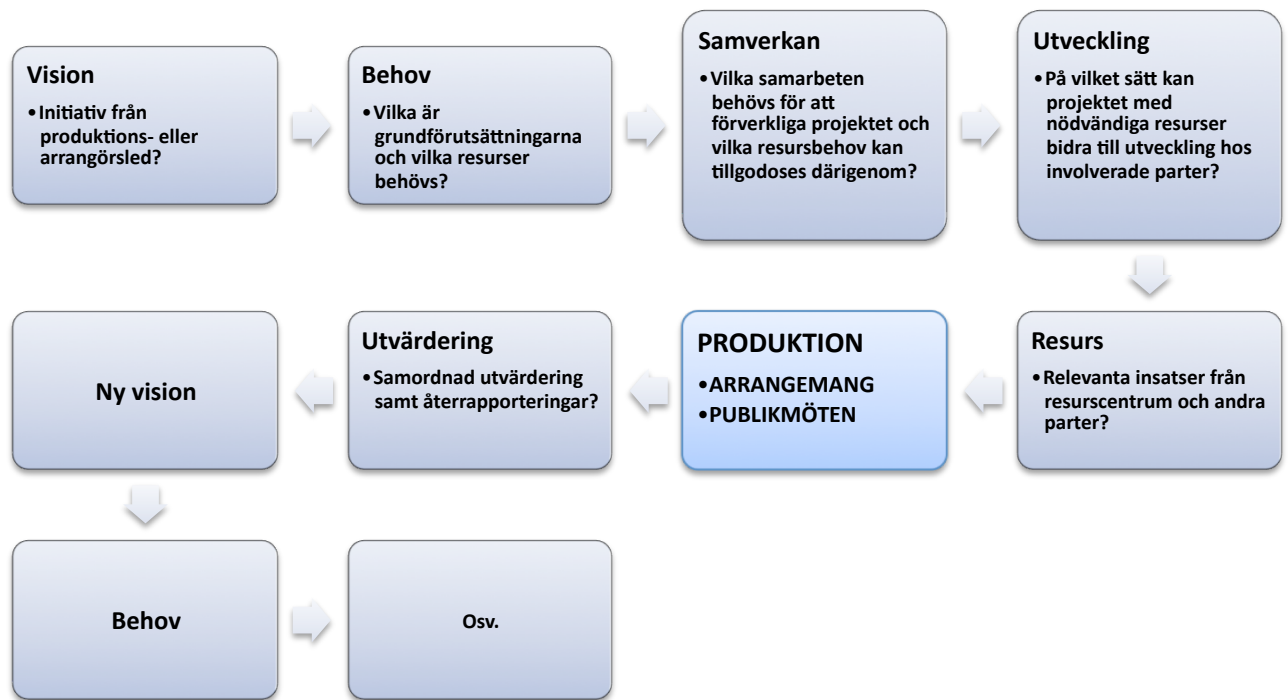 Vision
•Initiativ från
produktions- eller
arrangörsled?
Behov
•Vilka är
grundförutsättningarna
och vilka resurser
behövs?
Samverkan
•Vilka samarbeten
behövs för att
förverkliga projektet och
vilka resursbehov kan
tillgodoses därigenom?
Utveckling
•På vilket sätt kan
projektet med
nödvändiga resurser
bidra till utveckling hos
involverade parter?
Resurs
•Relevanta insatser från
resurscentrum och andra
parter?
PRODUKTION
•ARRANGEMANG
•PUBLIKMÖTEN
Utvärdering
•Samordnad utvärdering
samt återrapporteringar?
Ny vision
Behov
Osv.